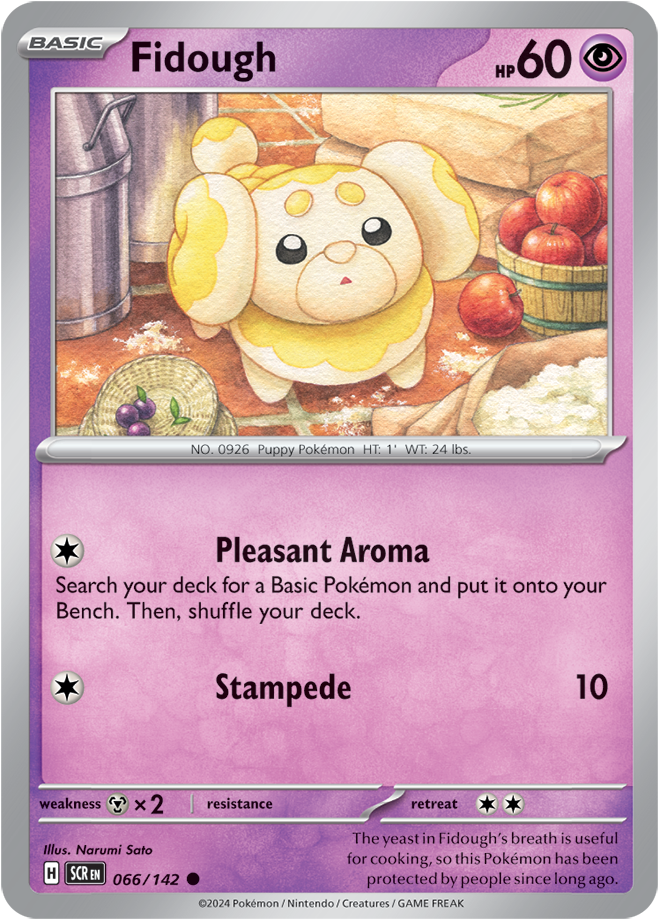 BASIC
Fidough
HP 60
NO. 0926 Puppy Pokémon HT: 1' WT: 24 lbs.
Pleasant Aroma
Search your deck for a Basic Pokémon and put it onto your
Bench. Then, shuffle your deck.
Stampede 10
weakness ×2 resistance retreat
Illus. Narumi Sato
H SCR EN 066/142
The yeast in Fidough's breath is useful
for cooking, so this Pokémon has been
protected by people since long ago.
©2024 Pokémon / Nintendo / Creatures / GAME FREAK